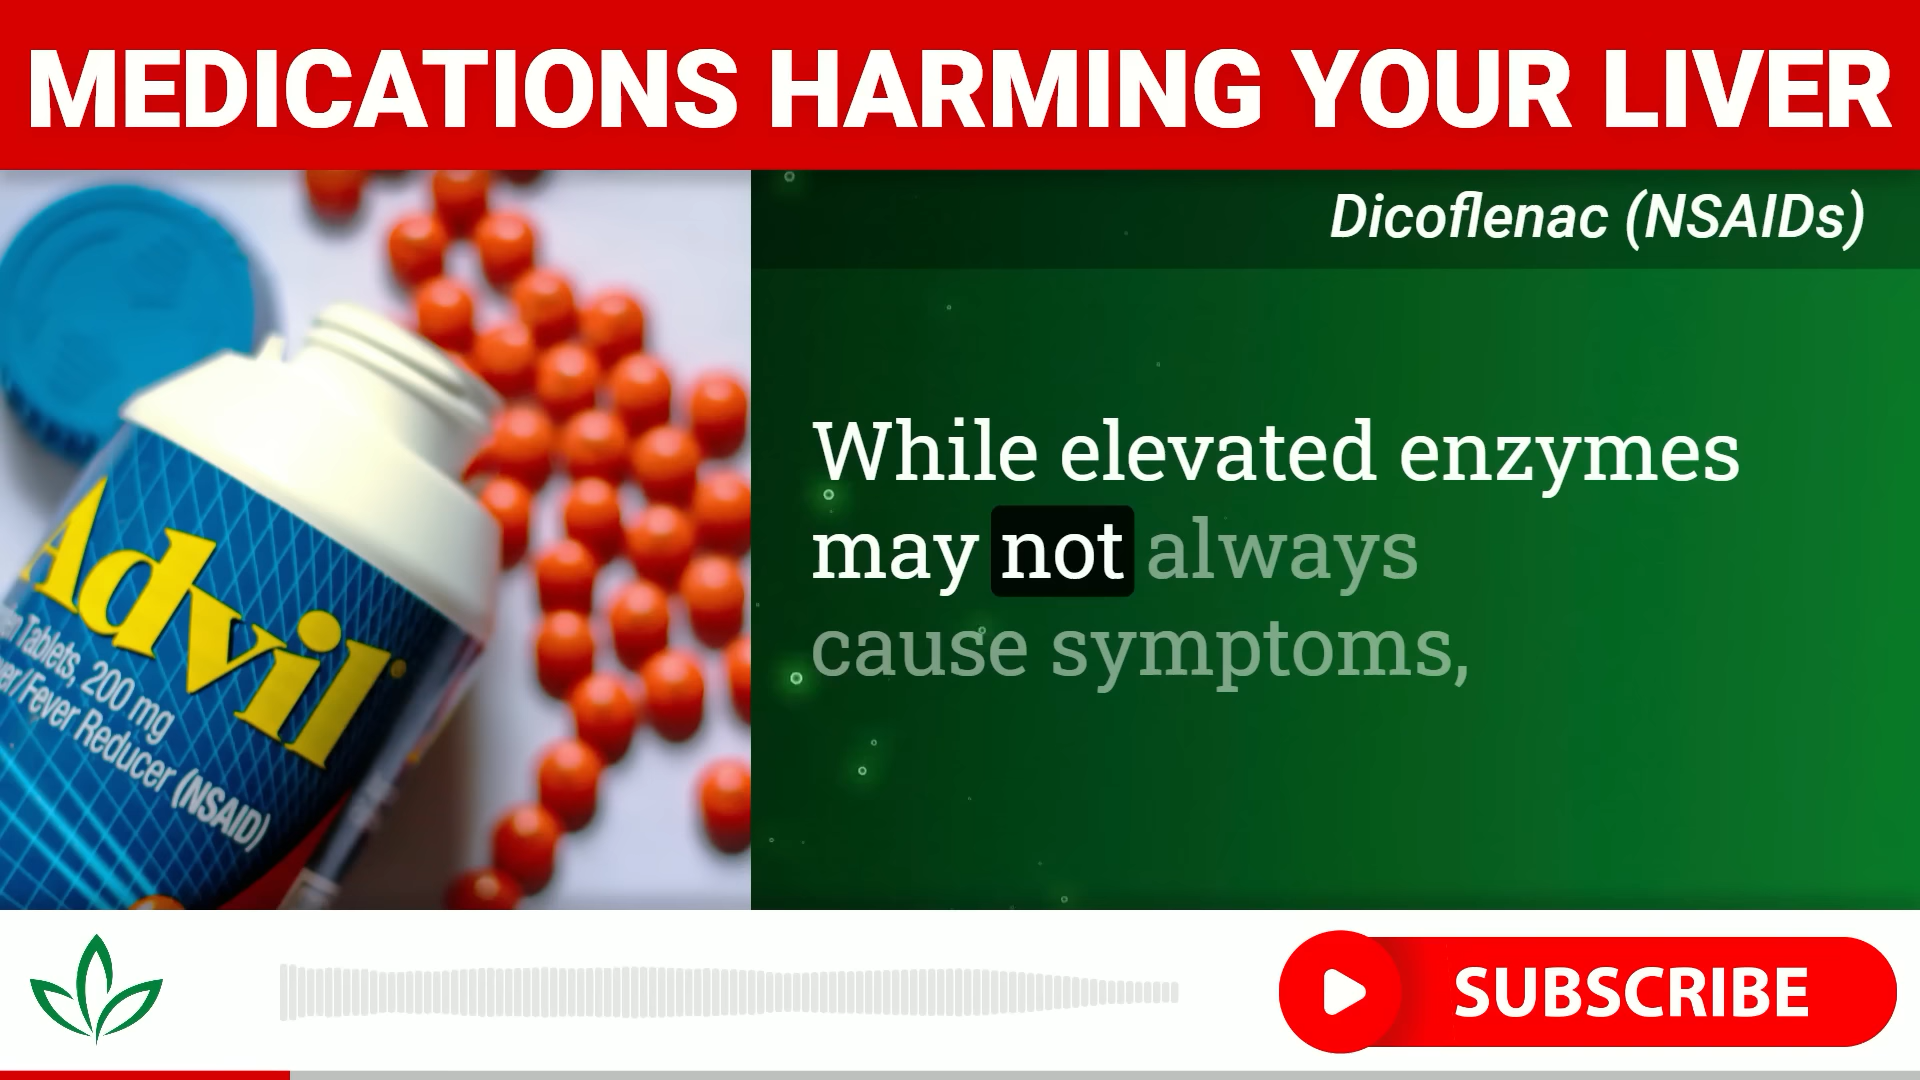 MEDICATIONS HARMING YOUR LIVER
Dicoflenac (NSAIDs)
While elevated enzymes
may not always
cause symptoms,
Advil
Tablets, 200 mg
Fever Reducer (NSAID)
SUBSCRIBE